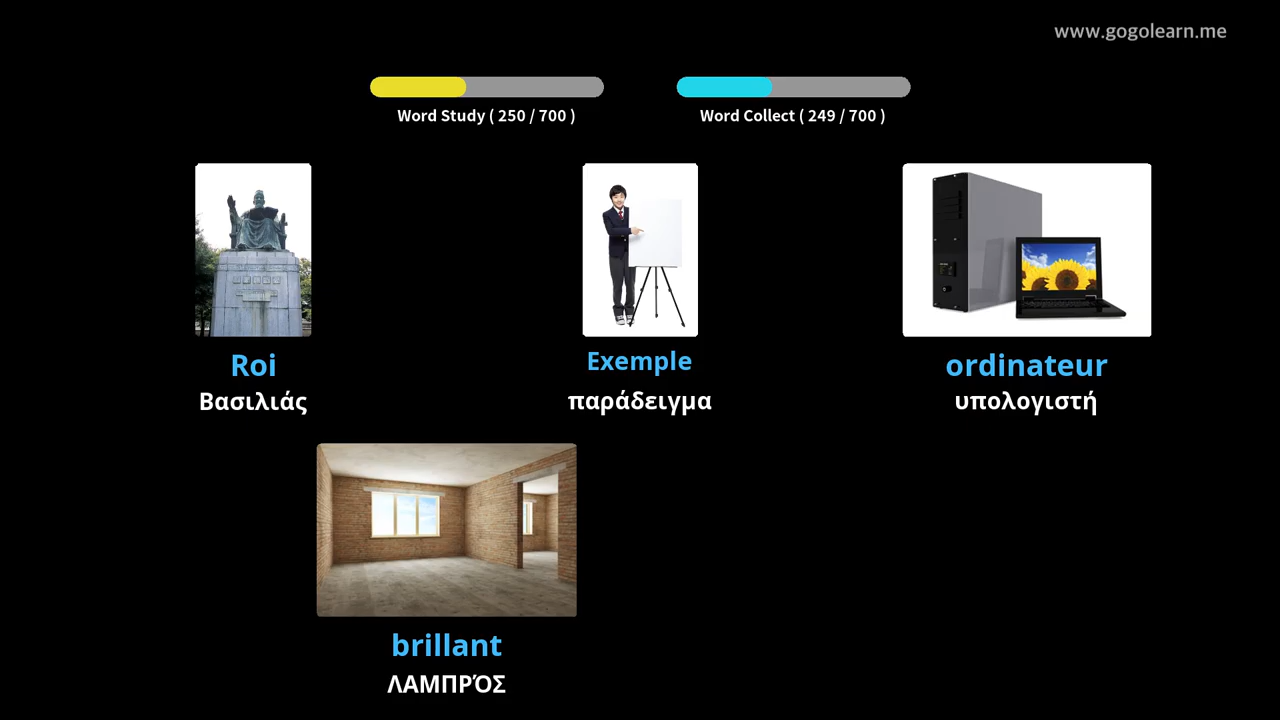 www.gogolearn.me
Word Study ( 250 / 700 )
Word Collect ( 249 / 700 )
Roi
Βασιλιάς
Exemple
παράδειγμα
ordinateur
υπολογιστή
brillant
ΛΑΜΠΡΌΣ